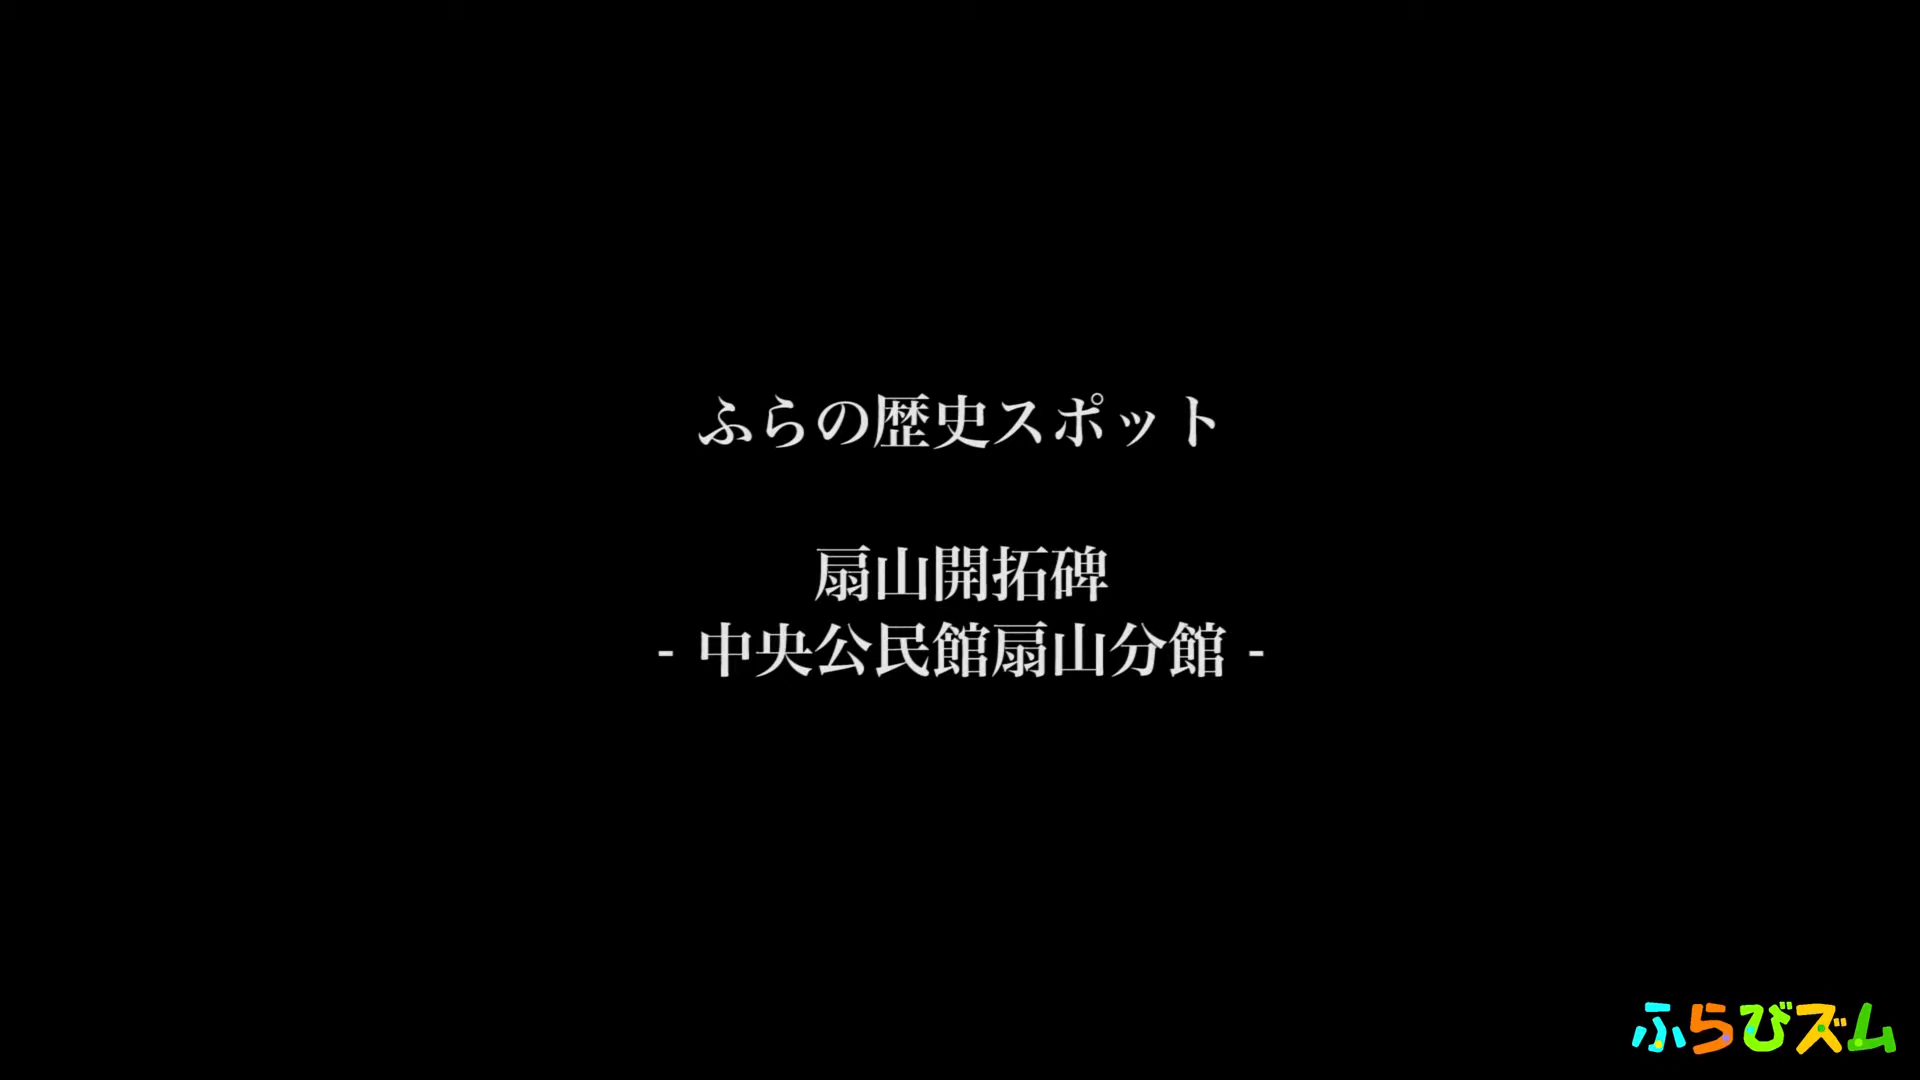 ふらの歴史スポット
扇山開拓碑
- 中央公民館扇山分館 -
ふらびズム